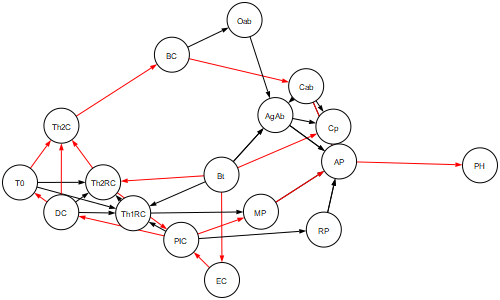 Oab
BC
Cab
AgAb
Cp
Th2C
AP
PH
T0
Th2RC
Bt
DC
Th1RC
MP
RP
PIC
EC